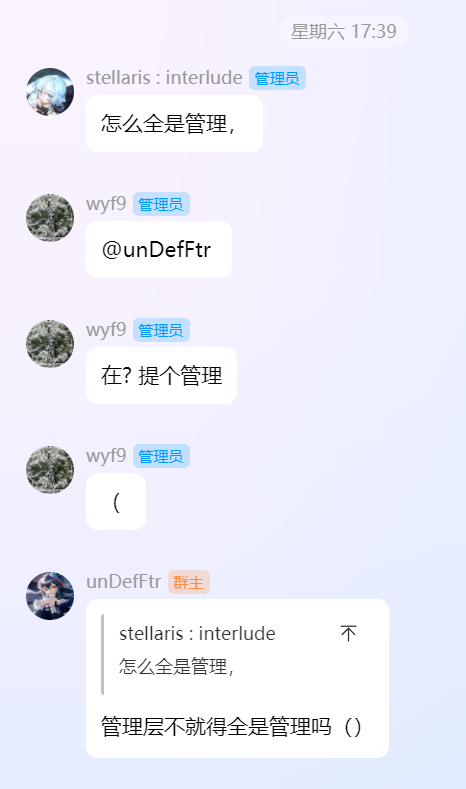 星期六 17:39
stellaris : interlude 管理员
怎么全是管理，
wyf9 管理员
@unDefFtr
wyf9 管理员
在? 提个管理
wyf9 管理员
（
unDefFtr 群主
stellaris : interlude
怎么全是管理，
管理层不就得全是管理吗（）